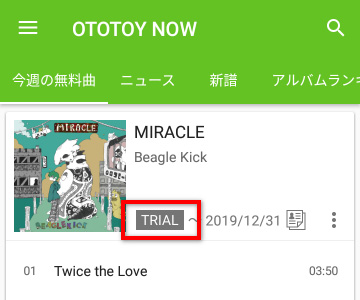 OTOTOY NOW
今週の無料曲 ニュース 新譜 アルバムラン
MIRACLE
MIRACLE
Beagle Kick
BEAGLEKICK
TRIAL ～ 2019/12/31
01 Twice the Love 03:50